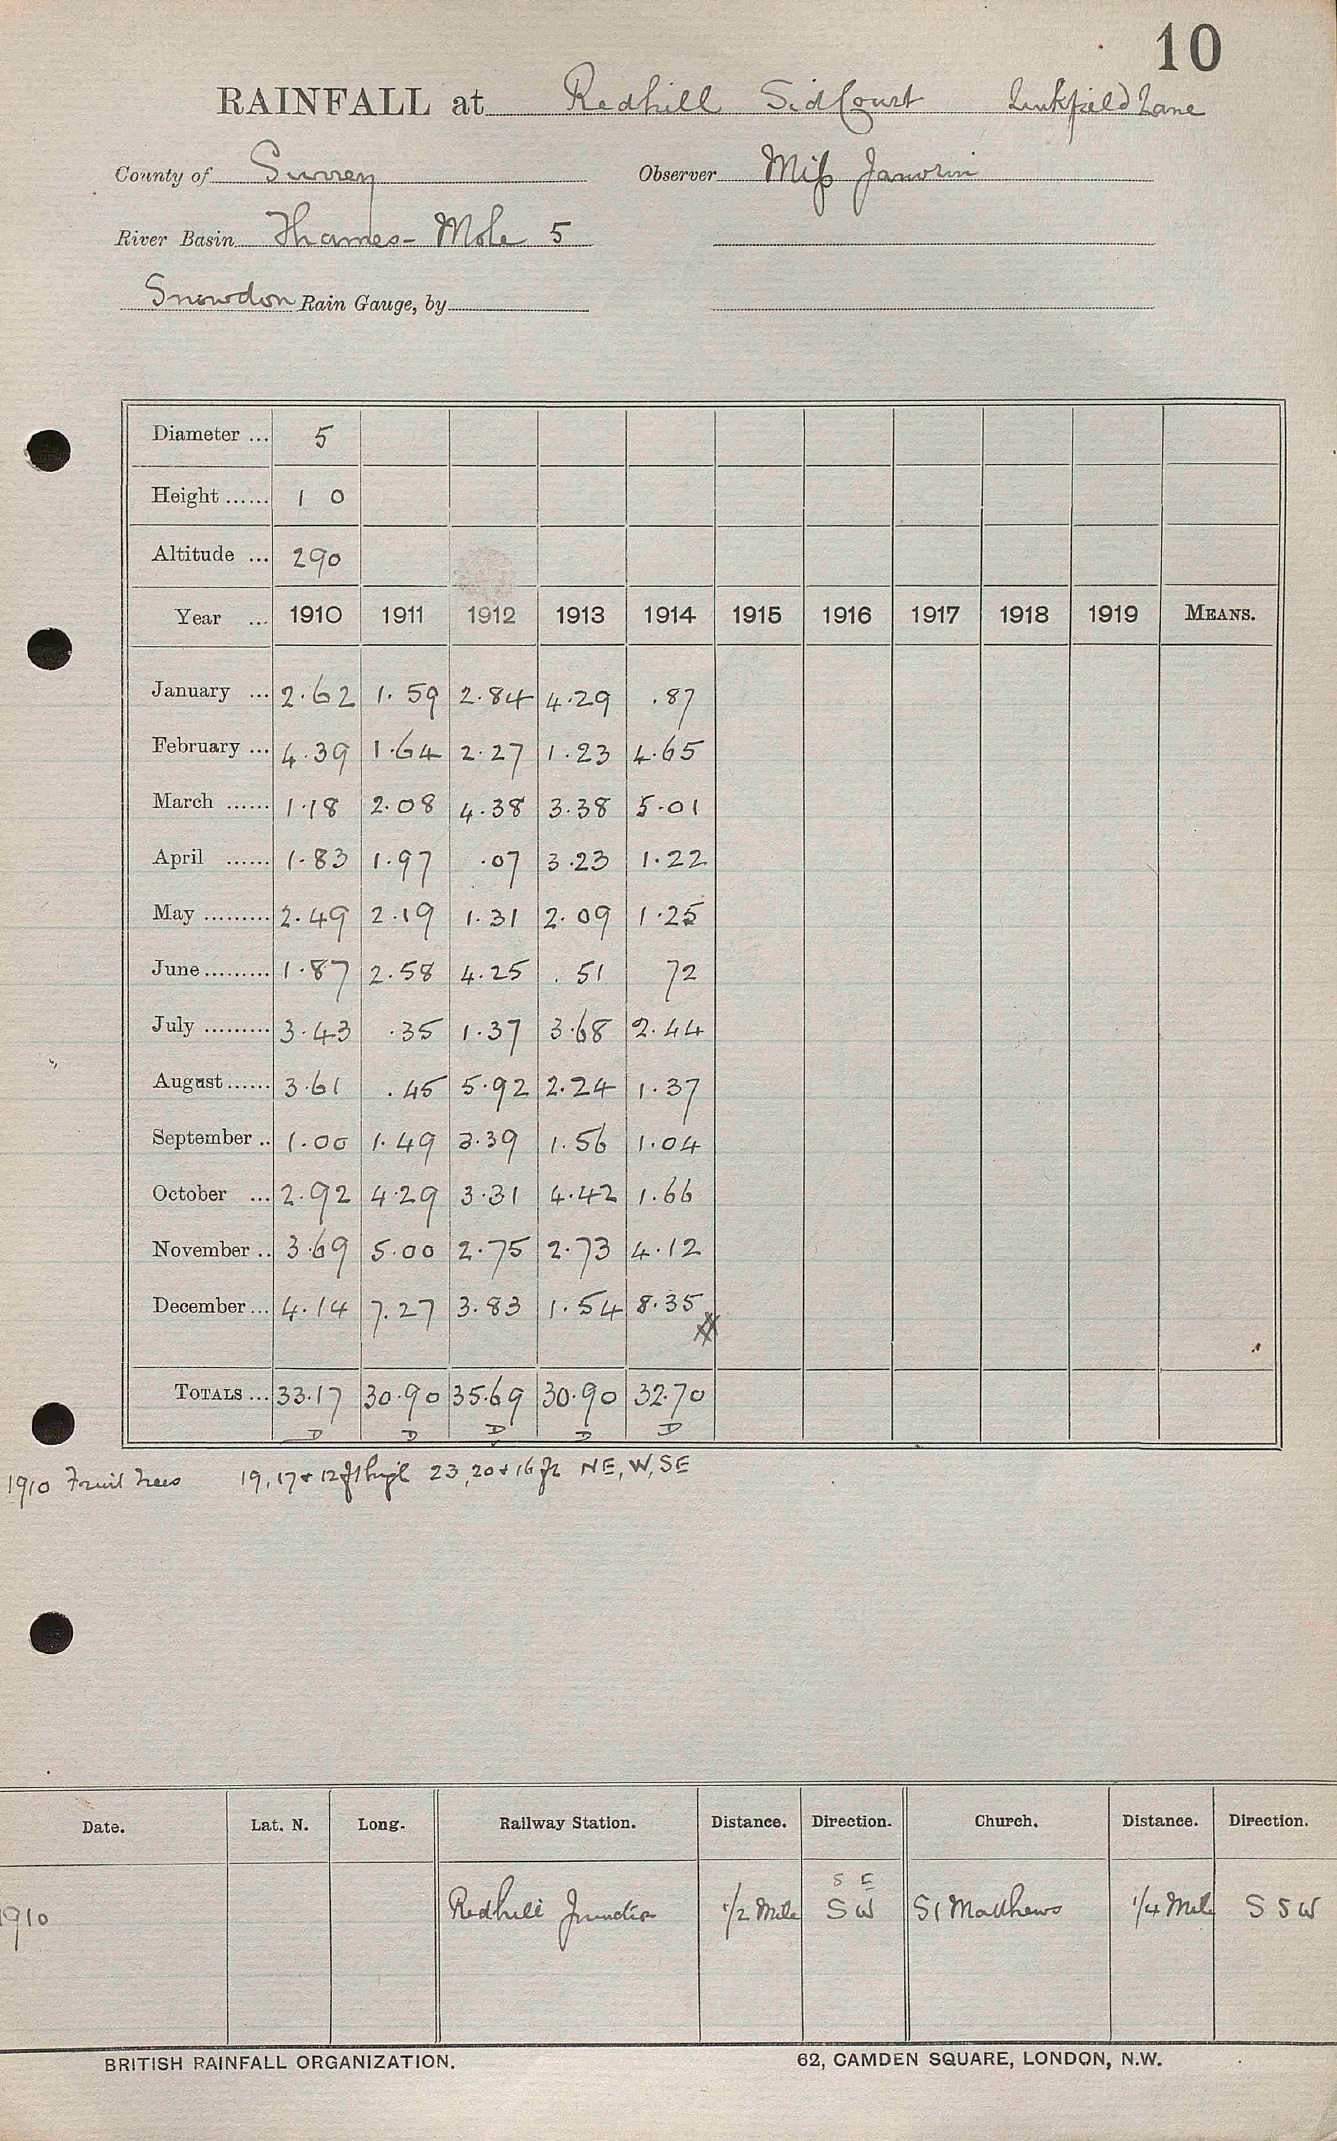 10
RAINFALL at Redhill Sid Court Linkfield Lane
County of Surrey Observer Miss Janvrin
River Basin Thames - Mole 5
Snowdon Rain Gauge, by
Diameter ... 5
Height ...... 1 0
Altitude ... 290
Year ... 1910 1911 1912 1913 1914 1915 1916 1917 1918 1919 MEANS.
January ... 2.62 1.59 2.84 4.29 .87
February ... 4.39 1.64 2.27 1.23 4.65
March ...... 1.18 2.08 4.38 3.38 5.01
April ...... 1.83 1.97 .07 3.23 1.22
May ......... 2.49 2.19 1.31 2.09 1.25
June ......... 1.87 2.58 4.25 .51 72
July ......... 3.43 .35 1.37 3.68 2.44
August ...... 3.61 .45 5.92 2.24 1.37
September .. 1.00 1.49 3.39 1.56 1.04
October ... 2.92 4.29 3.31 4.42 1.66
November .. 3.69 5.00 2.75 2.73 4.12
December ... 4.14 7.27 3.83 1.54 8.35
TOTALS ... 33.17 30.90 35.69 30.90 32.70
D D D D D
1910 Fruit trees 19, 17 + 12 ft high 23, 20 + 16 ft NE, W, SE
Date. Lat. N. Long. Railway Station. Distance. Direction. Church. Distance. Direction.
S E
1910 Redhill Junction 1/2 Mile SW St Matthews 1/4 Mile S S W
BRITISH RAINFALL ORGANIZATION. 62, CAMDEN SQUARE, LONDON, N.W.